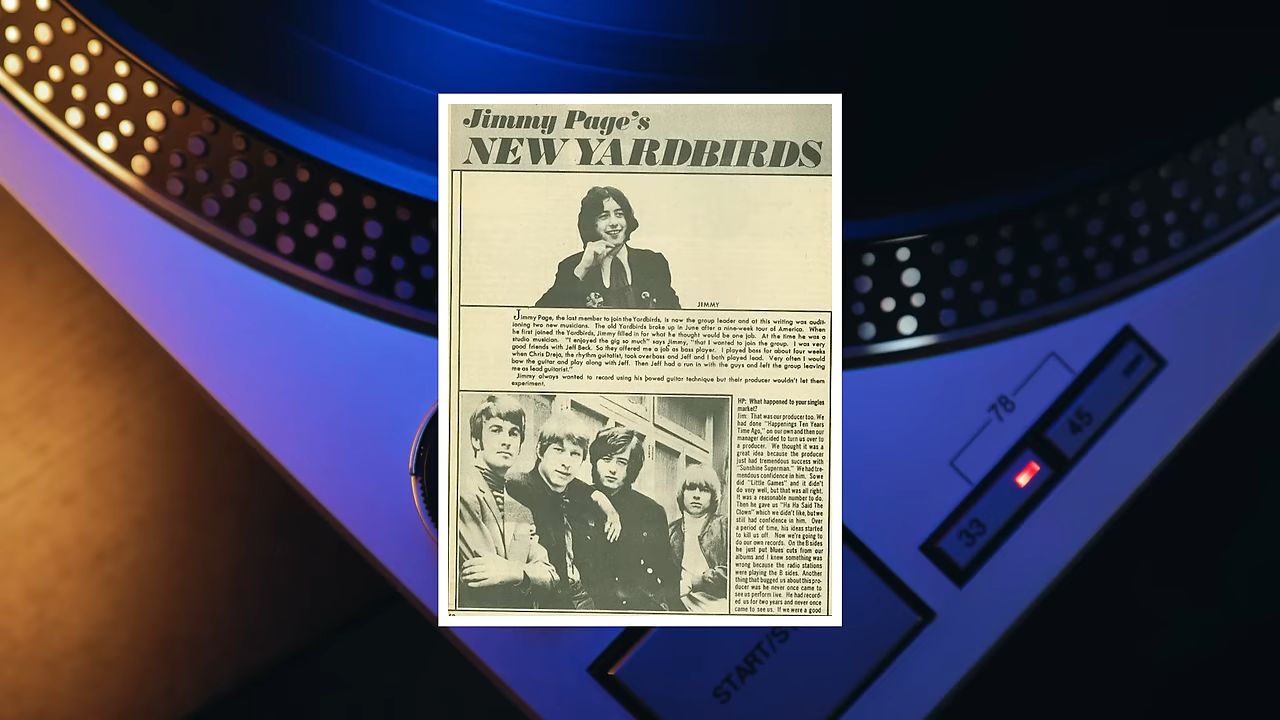 Jimmy Page's
NEW YARDBIRDS
JIMMY
Jimmy Page, the last member to join the Yardbirds, is now the group leader and at this writing was audit-
ioning two new musicians. The old Yardbirds broke up in June after a nine-week tour of America. When
he first joined the Yardbirds, Jimmy filled in for what he thought would be one job. At the time he was a
studio musician. "I enjoyed the gig so much" says Jimmy, "that I wanted to join the group. I was very
good friends with Jeff Beck. So they offered me a job as bass player. I played bass for about four weeks
when Chris Dreja, the rhythm guitarist, took over bass and Jeff and I both played lead. Very often I would
bow the guitar and play along with Jeff. Then Jeff had a run in with the guys and left the group leaving
me as lead guitarist."
Jimmy always wanted to record using his bowed guitar technique but their producer wouldn't let them
experiment.
HP: What happened to your singles
market?
Jim: That was our producer too. We
had done "Happenings Ten Years
Time Ago," on our own and then our
manager decided to turn us over to
a producer. We thought it was a
great idea because the producer
just had tremendous success with
"Sunshine Superman." We had tre-
mendous confidence in him. So we
did "Little Games" and it didn't
do very well, but that was all right.
It was a reasonable number to do.
Then he gave us "Ha Ha Said The
Clown" which we didn't like, but we
still had confidence in him. Over
a period of time, his ideas started
to kill us off. Now we're going to
do our own records. On the B sides
he just put blues cuts from our
albums and I knew something was
wrong because the radio stations
were playing the B sides. Another
thing that bugged us about this pro-
ducer was he never once came to
see us perform live. He had record-
ed us for two years and never once
came to see us. If we were a good
78
45
33
START/S